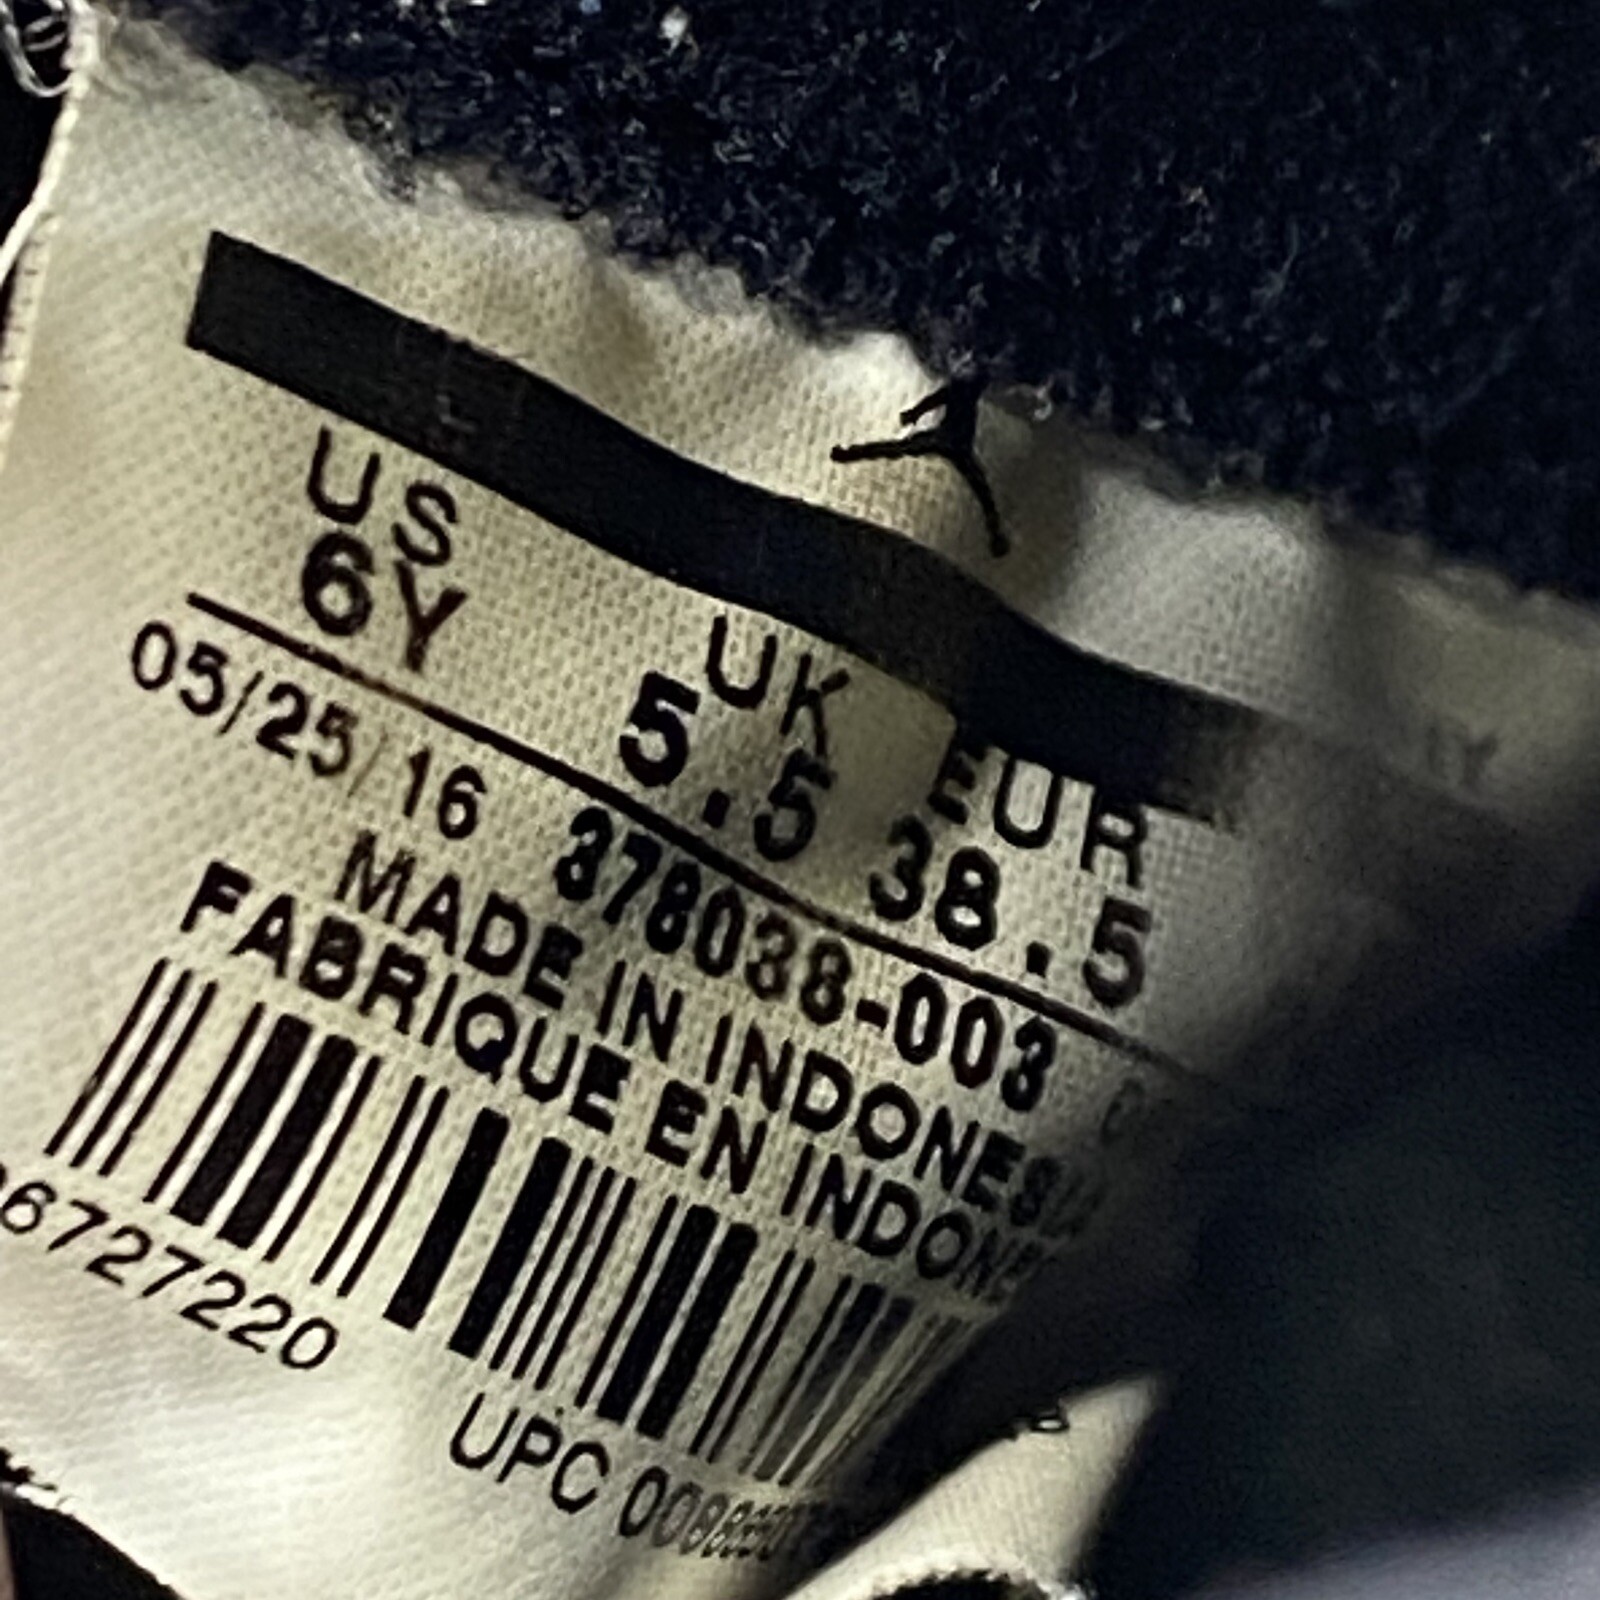 US UK EUR
6Y 5.5 38.5
05/25/16 378038-003
MADE IN INDONESIA
FABRIQUE EN INDONE
UPC